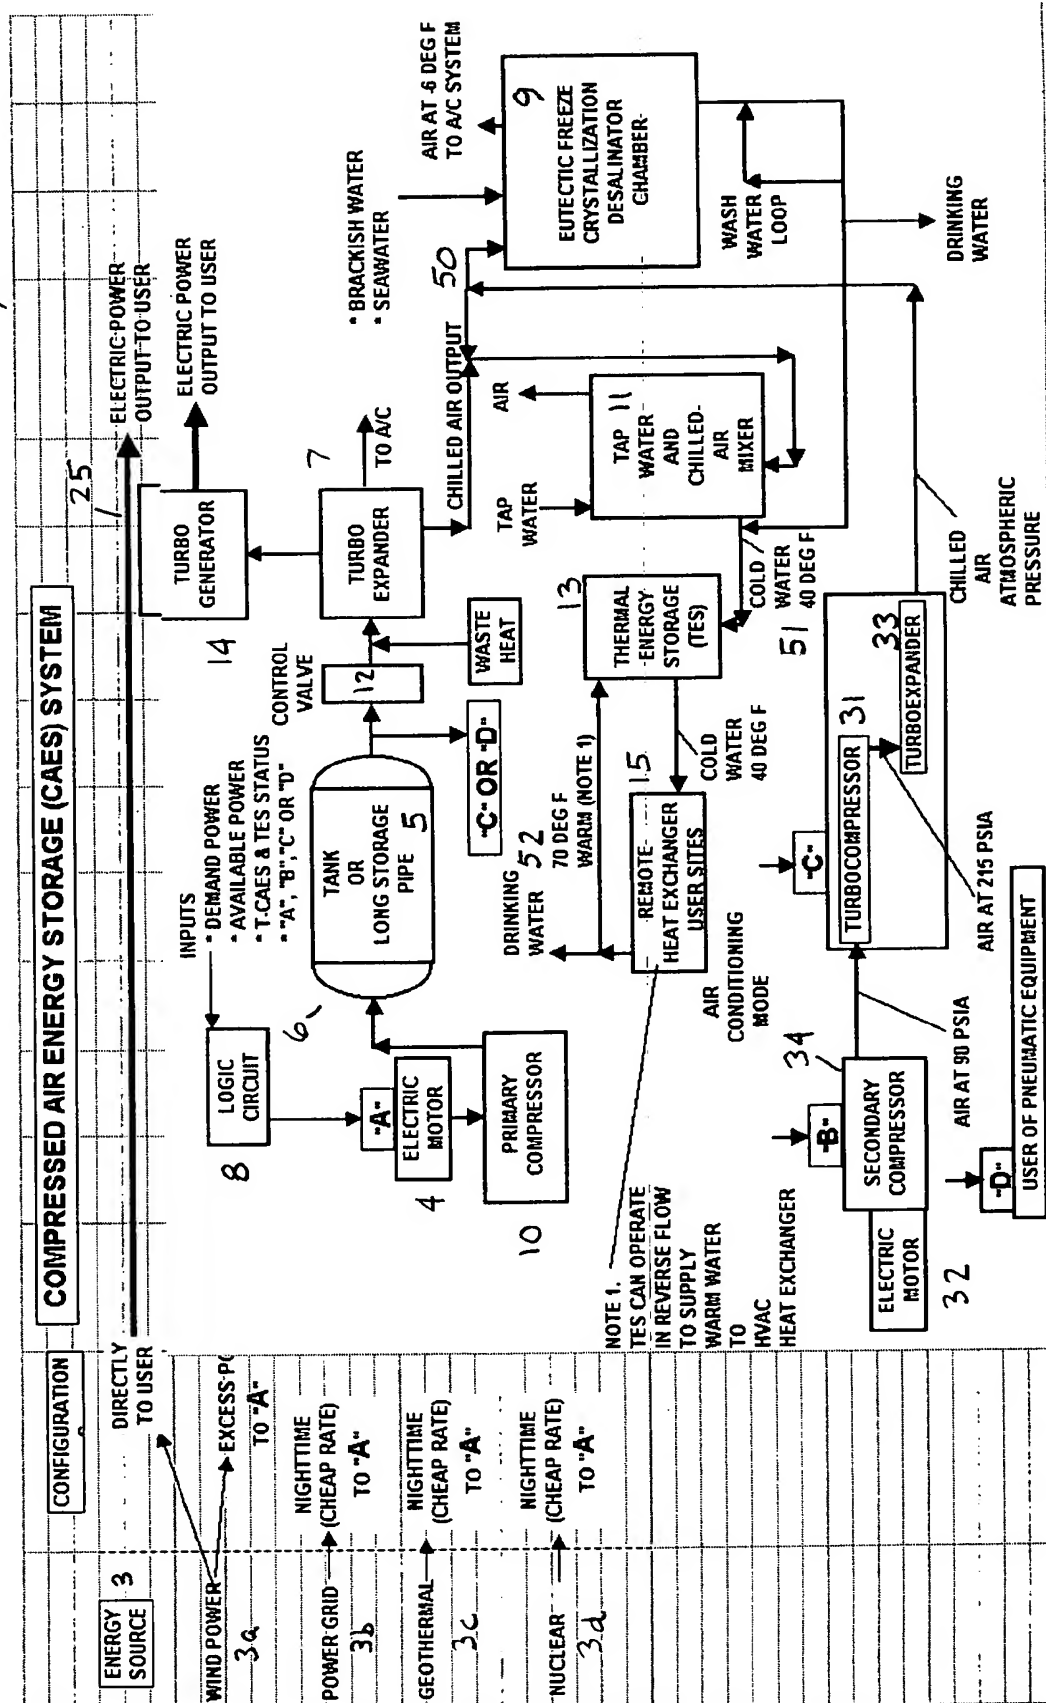 COMPRESSED AIR ENERGY STORAGE (CAES) SYSTEM
CONFIGURATION
ENERGY
SOURCE
3
DIRECTLY
TO USER
25
ELECTRIC POWER
OUTPUT TO USER
WIND POWER
3a
EXCESS
TO "A"
POWER GRID
3b
NIGHTTIME
(CHEAP RATE)
TO "A"
GEOTHERMAL
3c
NIGHTTIME
(CHEAP RATE)
TO "A"
NUCLEAR
3d
NIGHTTIME
(CHEAP RATE)
TO "A"
INPUTS
* DEMAND POWER
* AVAILABLE POWER
* T-CAES & TES STATUS
* "A", "B", "C" OR "D"
8
LOGIC
CIRCUIT
"A"
4
ELECTRIC
MOTOR
10
PRIMARY
COMPRESSOR
6
TANK
OR
LONG STORAGE
PIPE 5
"C" OR "D"
CONTROL
VALVE
12
WASTE
HEAT
14
TURBO
GENERATOR
ELECTRIC POWER
OUTPUT TO USER
TURBO
EXPANDER
7
TO A/C
CHILLED AIR OUTPUT
* BRACKISH WATER
* SEAWATER
50
AIR AT -6 DEG F
TO A/C SYSTEM
9
EUTECTIC FREEZE
CRYSTALLIZATION
DESALINATOR
CHAMBER
WASH
WATER
LOOP
DRINKING
WATER
TAP
WATER
AIR
TAP 11
WATER
AND
CHILLED-
AIR
MIXER
13
THERMAL
ENERGY
STORAGE
(TES)
COLD
WATER
40 DEG F
51
DRINKING
WATER
52
70 DEG F
WARM (NOTE 1)
15
REMOTE
HEAT EXCHANGER
USER SITES
COLD
WATER
40 DEG F
AIR
CONDITIONING
MODE
NOTE 1.
TES CAN OPERATE
IN REVERSE FLOW
TO SUPPLY
WARM WATER
TO
HVAC
HEAT EXCHANGER
"B"
34
SECONDARY
COMPRESSOR
ELECTRIC
MOTOR
32
AIR AT 90 PSIA
"C"
TURBOCOMPRESSOR
31
TURBOEXPANDER
33
AIR AT 215 PSIA
CHILLED
AIR
ATMOSPHERIC
PRESSURE
"D"
USER OF PNEUMATIC EQUIPMENT